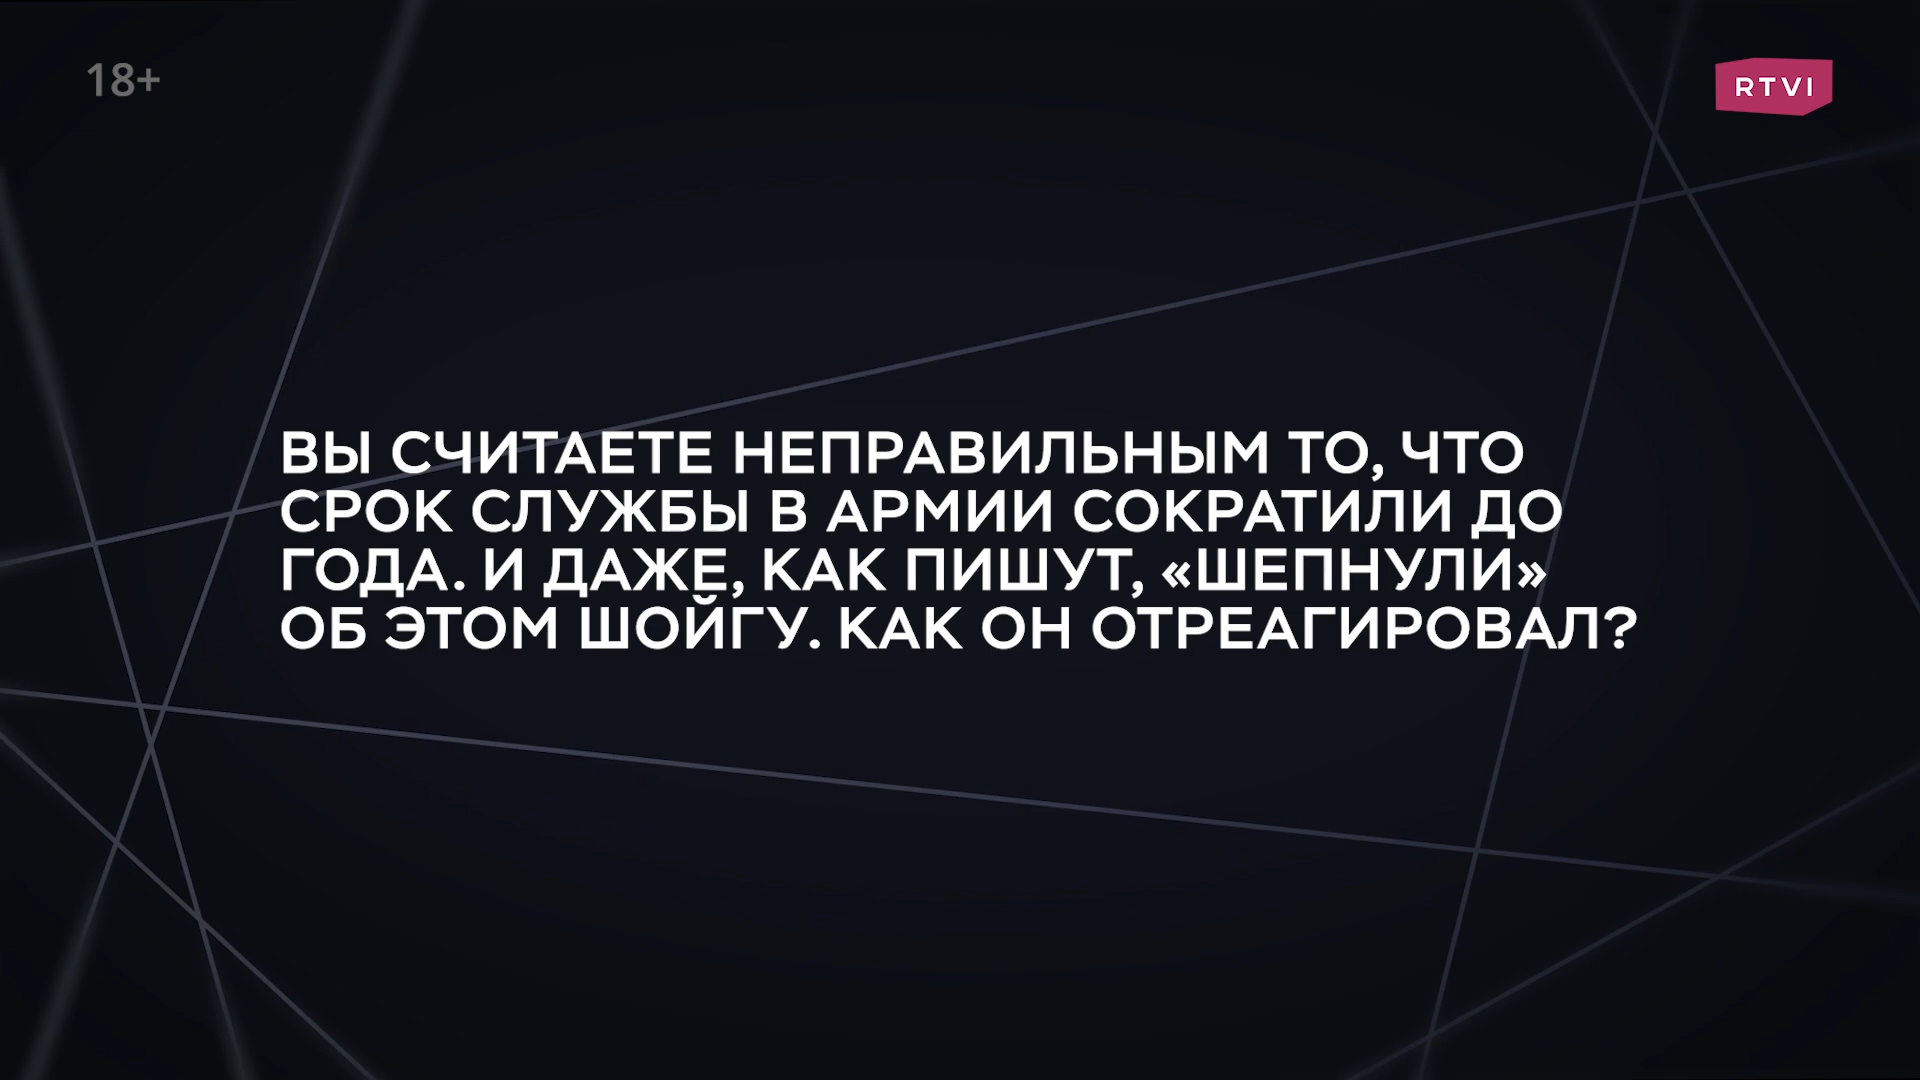 18+
RTVI
ВЫ СЧИТАЕТЕ НЕПРАВИЛЬНЫМ ТО, ЧТО
СРОК СЛУЖБЫ В АРМИИ СОКРАТИЛИ ДО
ГОДА. И ДАЖЕ, КАК ПИШУТ, «ШЕПНУЛИ»
ОБ ЭТОМ ШОЙГУ. КАК ОН ОТРЕАГИРОВАЛ?